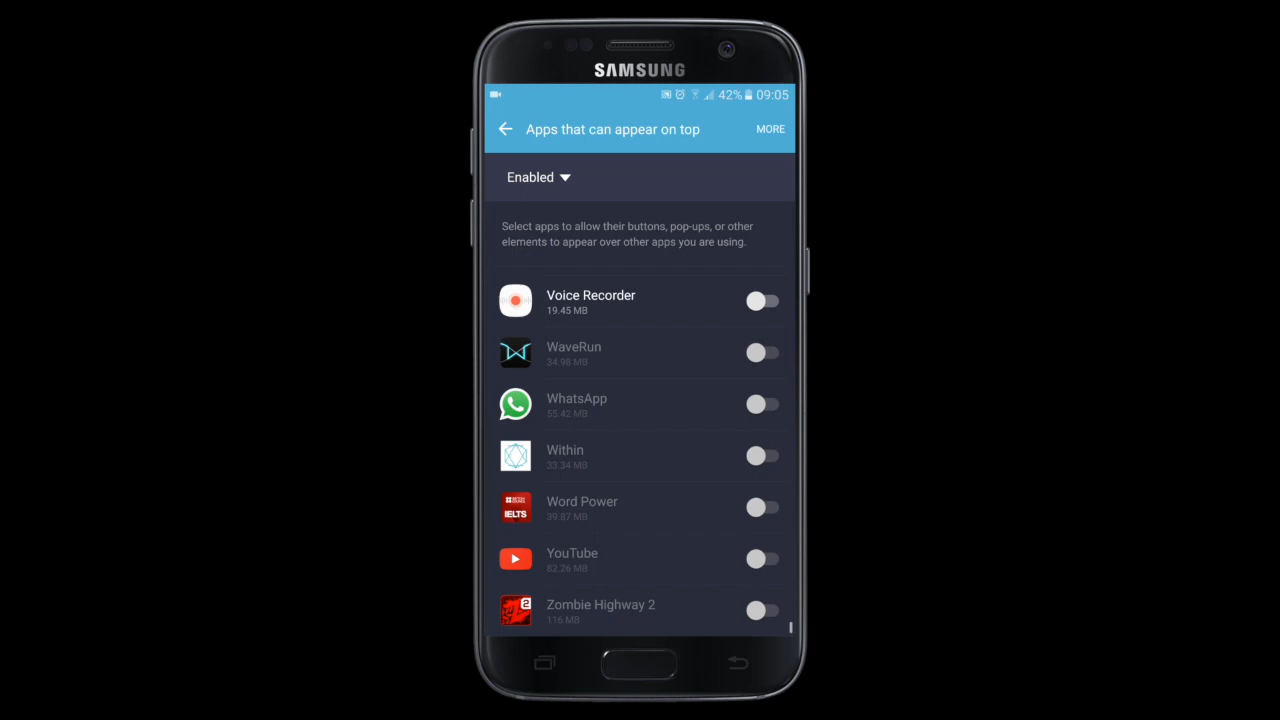 SAMSUNG
42% 09:05
Apps that can appear on top
MORE
Enabled
Select apps to allow their buttons, pop-ups, or other
elements to appear over other apps you are using.
Voice Recorder
19.45 MB
WaveRun
34.98 MB
WhatsApp
55.42 MB
Within
33.34 MB
BRITISH
COUNCIL
IELTS
Word Power
39.87 MB
YouTube
82.26 MB
2
Zombie Highway 2
116 MB